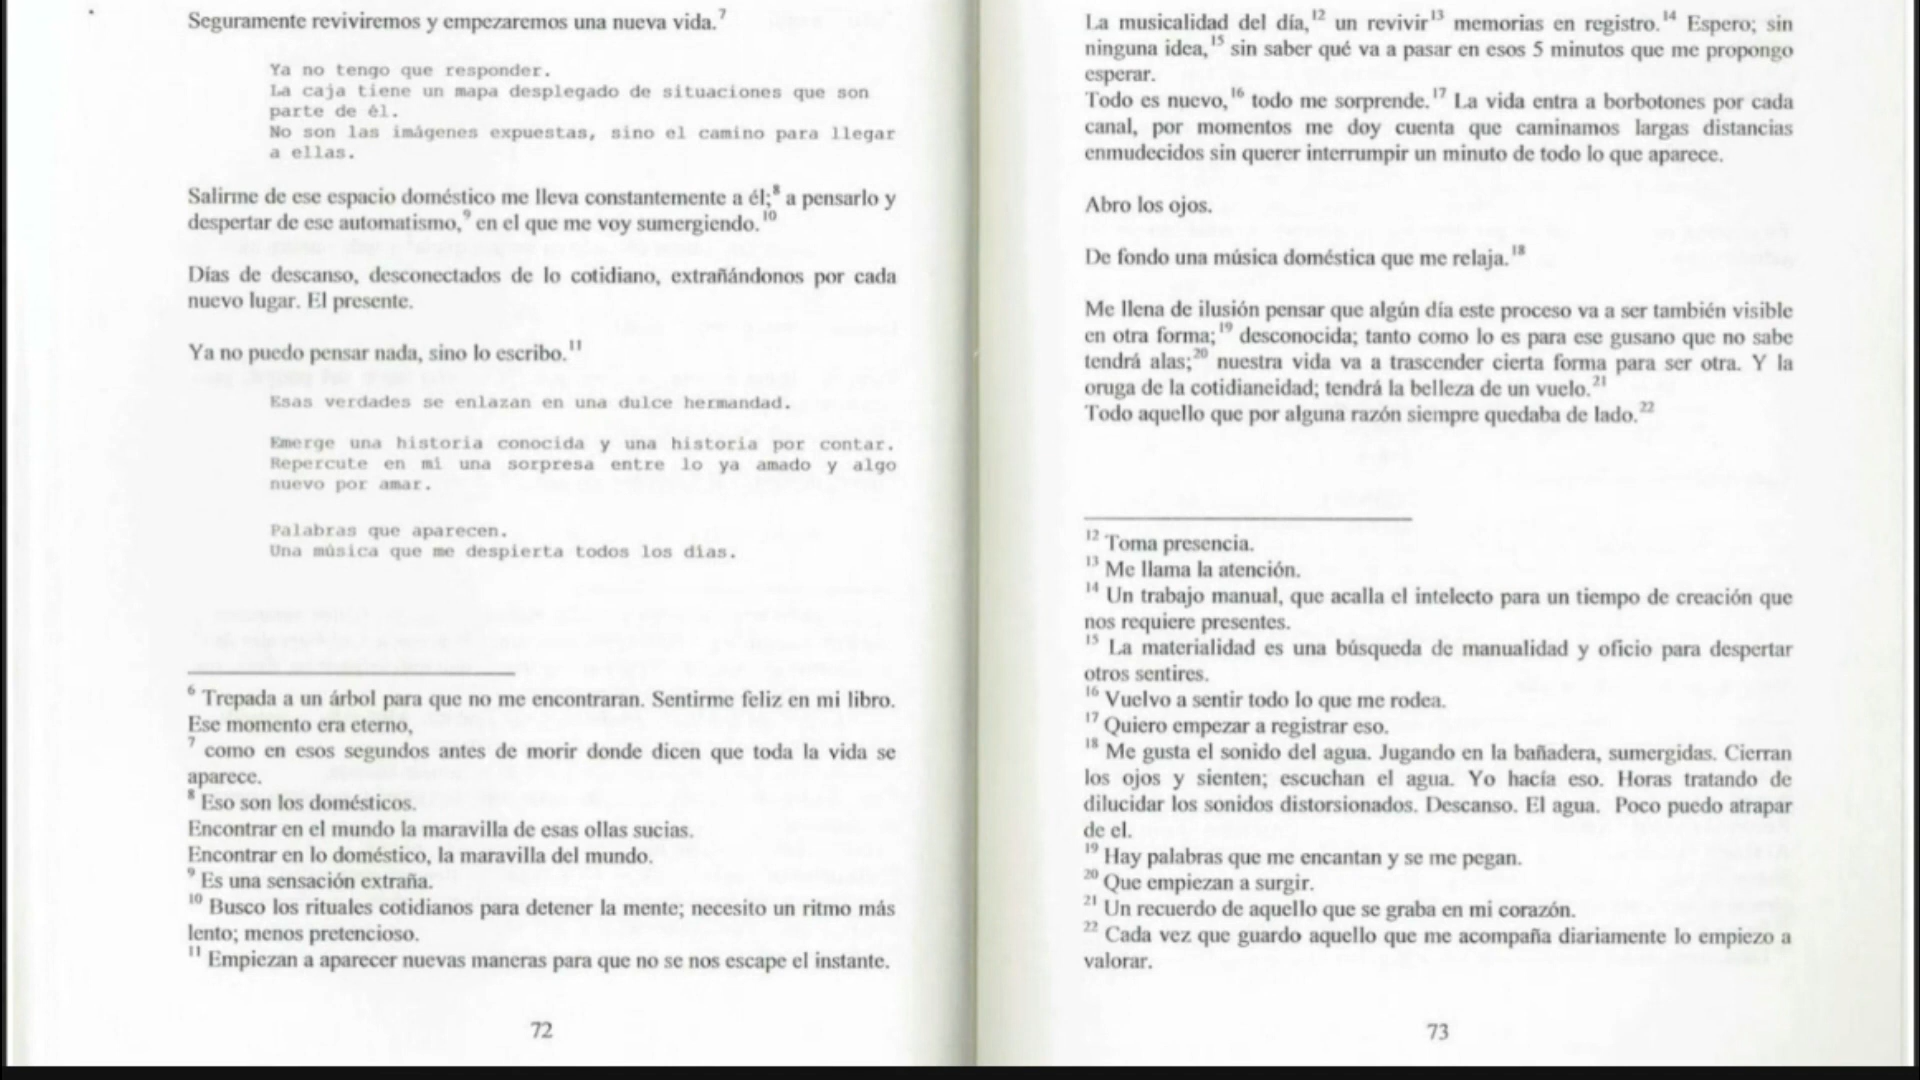 Seguramente reviviremos y empezaremos una nueva vida.⁷
Ya no tengo que responder.
La caja tiene un mapa desplegado de situaciones que son
parte de él.
No son las imágenes expuestas, sino el camino para llegar
a ellas.
Salirme de ese espacio doméstico me lleva constantemente a él;⁸ a pensarlo y
despertar de ese automatismo,⁹ en el que me voy sumergiendo.¹⁰
Días de descanso, desconectados de lo cotidiano, extrañándonos por cada
nuevo lugar. El presente.
Ya no puedo pensar nada, sino lo escribo.¹¹
Esas verdades se enlazan en una dulce hermandad.
Emerge una historia conocida y una historia por contar.
Repercute en mi una sorpresa entre lo ya amado y algo
nuevo por amar.
Palabras que aparecen.
Una música que me despierta todos los días.
⁶ Trepada a un árbol para que no me encontraran. Sentirme feliz en mi libro.
Ese momento era eterno,
⁷ como en esos segundos antes de morir donde dicen que toda la vida se
aparece.
⁸ Eso son los domésticos.
Encontrar en el mundo la maravilla de esas ollas sucias.
Encontrar en lo doméstico, la maravilla del mundo.
⁹ Es una sensación extraña.
¹⁰ Busco los rituales cotidianos para detener la mente; necesito un ritmo más
lento; menos pretencioso.
¹¹ Empiezan a aparecer nuevas maneras para que no se nos escape el instante.
72
La musicalidad del día,¹² un revivir¹³ memorias en registro.¹⁴ Espero; sin
ninguna idea,¹⁵ sin saber qué va a pasar en esos 5 minutos que me propongo
esperar.
Todo es nuevo,¹⁶ todo me sorprende.¹⁷ La vida entra a borbotones por cada
canal, por momentos me doy cuenta que caminamos largas distancias
enmudecidos sin querer interrumpir un minuto de todo lo que aparece.
Abro los ojos.
De fondo una música doméstica que me relaja.¹⁸
Me llena de ilusión pensar que algún día este proceso va a ser también visible
en otra forma;¹⁹ desconocida; tanto como lo es para ese gusano que no sabe
tendrá alas;²⁰ nuestra vida va a trascender cierta forma para ser otra. Y la
oruga de la cotidianeidad; tendrá la belleza de un vuelo.²¹
Todo aquello que por alguna razón siempre quedaba de lado.²²
¹² Toma presencia.
¹³ Me llama la atención.
¹⁴ Un trabajo manual, que acalla el intelecto para un tiempo de creación que
nos requiere presentes.
¹⁵ La materialidad es una búsqueda de manualidad y oficio para despertar
otros sentires.
¹⁶ Vuelvo a sentir todo lo que me rodea.
¹⁷ Quiero empezar a registrar eso.
¹⁸ Me gusta el sonido del agua. Jugando en la bañadera, sumergidas. Cierran
los ojos y sienten; escuchan el agua. Yo hacía eso. Horas tratando de
dilucidar los sonidos distorsionados. Descanso. El agua. Poco puedo atrapar
de el.
¹⁹ Hay palabras que me encantan y se me pegan.
²⁰ Que empiezan a surgir.
²¹ Un recuerdo de aquello que se graba en mi corazón.
²² Cada vez que guardo aquello que me acompaña diariamente lo empiezo a
valorar.
73